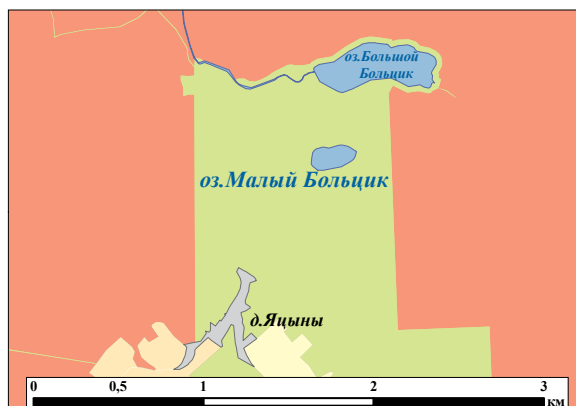 оз.Большой
Больцик
оз.Малый Больцик
д.Яцыны
0 0,5 1 2 3
км